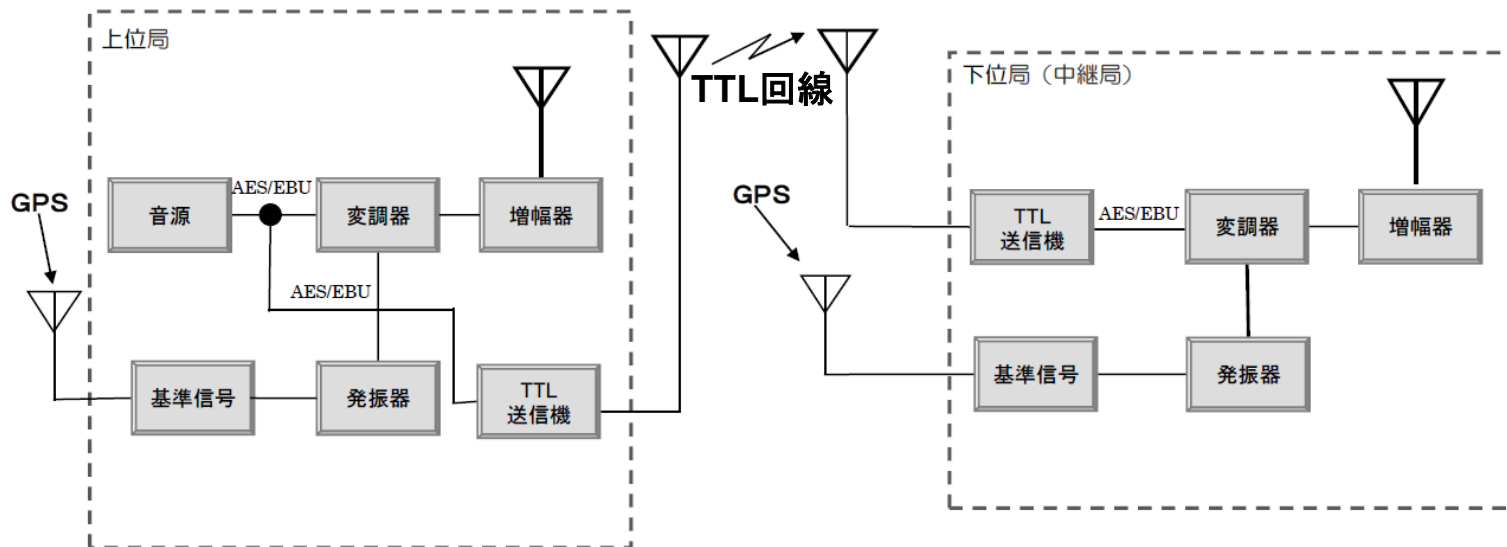 上位局
GPS
音源
AES/EBU
変調器
増幅器
AES/EBU
基準信号
発振器
TTL
送信機
TTL回線
下位局（中継局）
GPS
TTL
送信機
AES/EBU
変調器
増幅器
基準信号
発振器